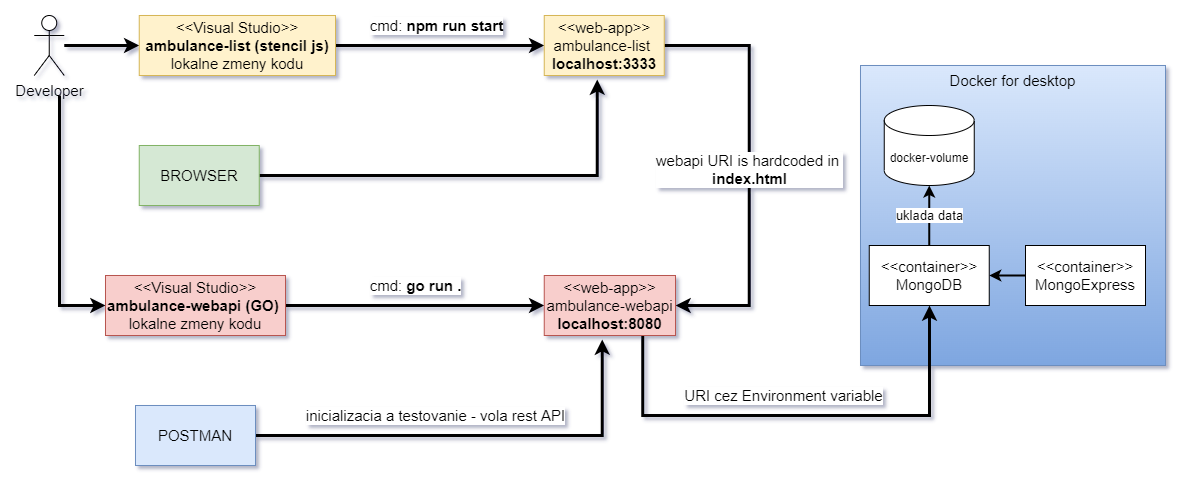 Developer
<<Visual Studio>>
ambulance-list (stencil js)
lokalne zmeny kodu
cmd: npm run start
<<web-app>>
ambulance-list
localhost:3333
BROWSER
webapi URI is hardcoded in
index.html
<<Visual Studio>>
ambulance-webapi (GO)
lokalne zmeny kodu
cmd: go run .
<<web-app>>
ambulance-webapi
localhost:8080
POSTMAN
inicializacia a testovanie - vola rest API
URI cez Environment variable
Docker for desktop
docker-volume
uklada data
<<container>>
MongoDB
<<container>>
MongoExpress